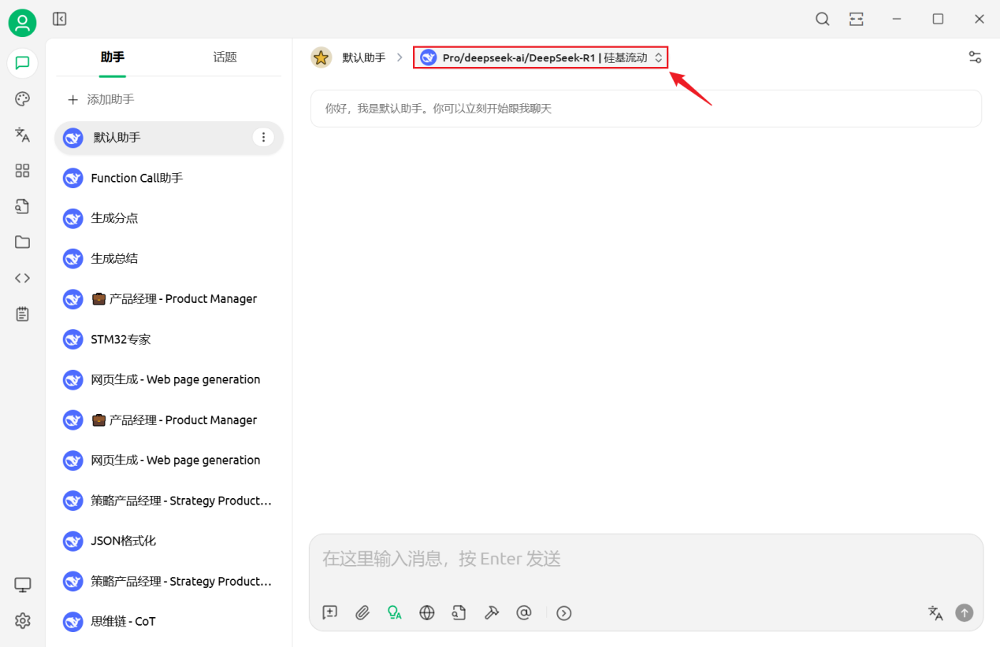 助手
话题
添加助手
默认助手
Function Call助手
生成分点
生成总结
💼 产品经理 - Product Manager
STM32专家
网页生成 - Web page generation
💼 产品经理 - Product Manager
网页生成 - Web page generation
策略产品经理 - Strategy Product...
JSON格式化
策略产品经理 - Strategy Product...
思维链 - CoT
默认助手
Pro/deepseek-ai/DeepSeek-R1 | 硅基流动
你好，我是默认助手。你可以立刻开始跟我聊天
在这里输入消息，按 Enter 发送